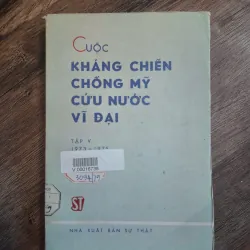 Cuộc
KHÁNG CHIẾN
CHỐNG MỸ
CỨU NƯỚC
VĨ ĐẠI
TẬP V
ST
NHÀ XUẤT BẢN SỰ THẬT